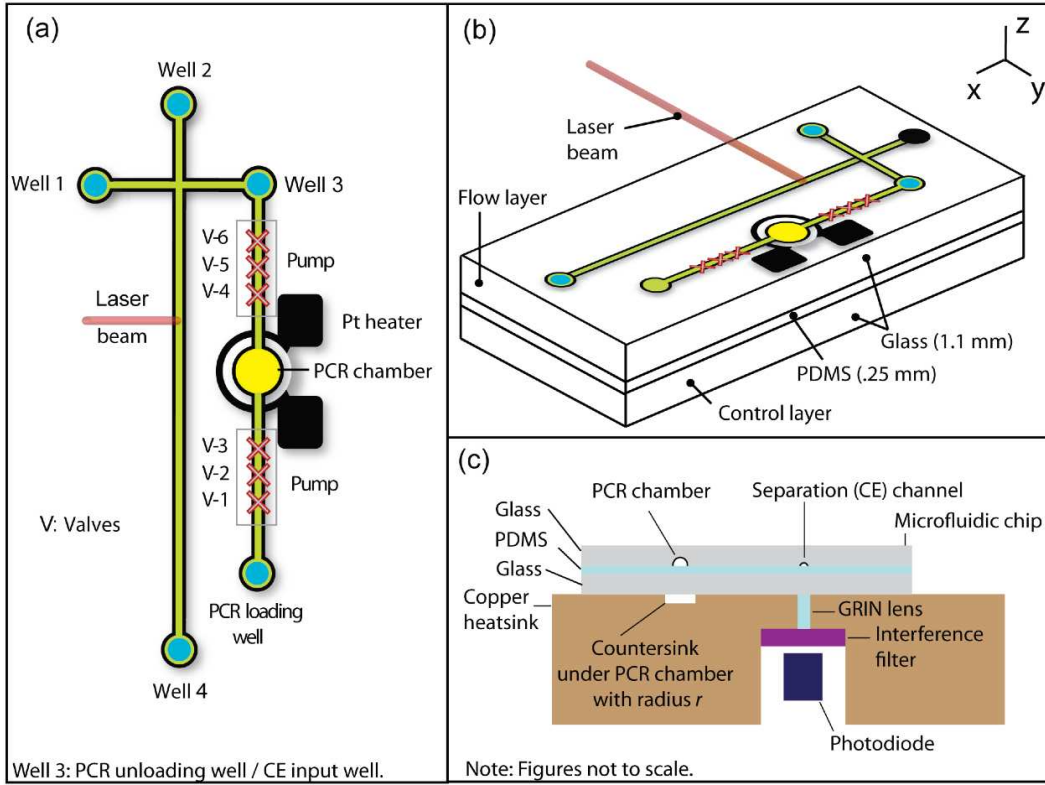 (a)
Well 2
Well 1
Well 3
V-6
V-5
V-4
Pump
Laser
beam
Pt heater
PCR chamber
V-3
V-2
V-1
Pump
V: Valves
PCR loading
well
Well 4
Well 3: PCR unloading well / CE input well.
(b)
z
x
y
Laser
beam
Flow layer
Glass (1.1 mm)
PDMS (.25 mm)
Control layer
(c)
PCR chamber
Separation (CE) channel
Glass
Microfluidic chip
PDMS
Glass
Copper
heatsink
GRIN lens
Interference
filter
Countersink
under PCR chamber
with radius r
Photodiode
Note: Figures not to scale.